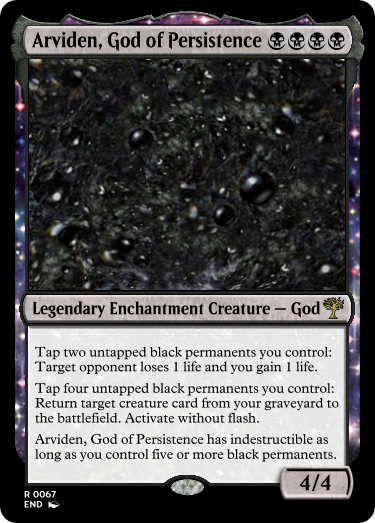 Arviden, God of Persistence
Legendary Enchantment Creature — God
Tap two untapped black permanents you control:
Target opponent loses 1 life and you gain 1 life.
Tap four untapped black permanents you control:
Return target creature card from your graveyard to
the battlefield. Activate without flash.
Arviden, God of Persistence has indestructible as
long as you control five or more black permanents.
4/4
R 0067
END